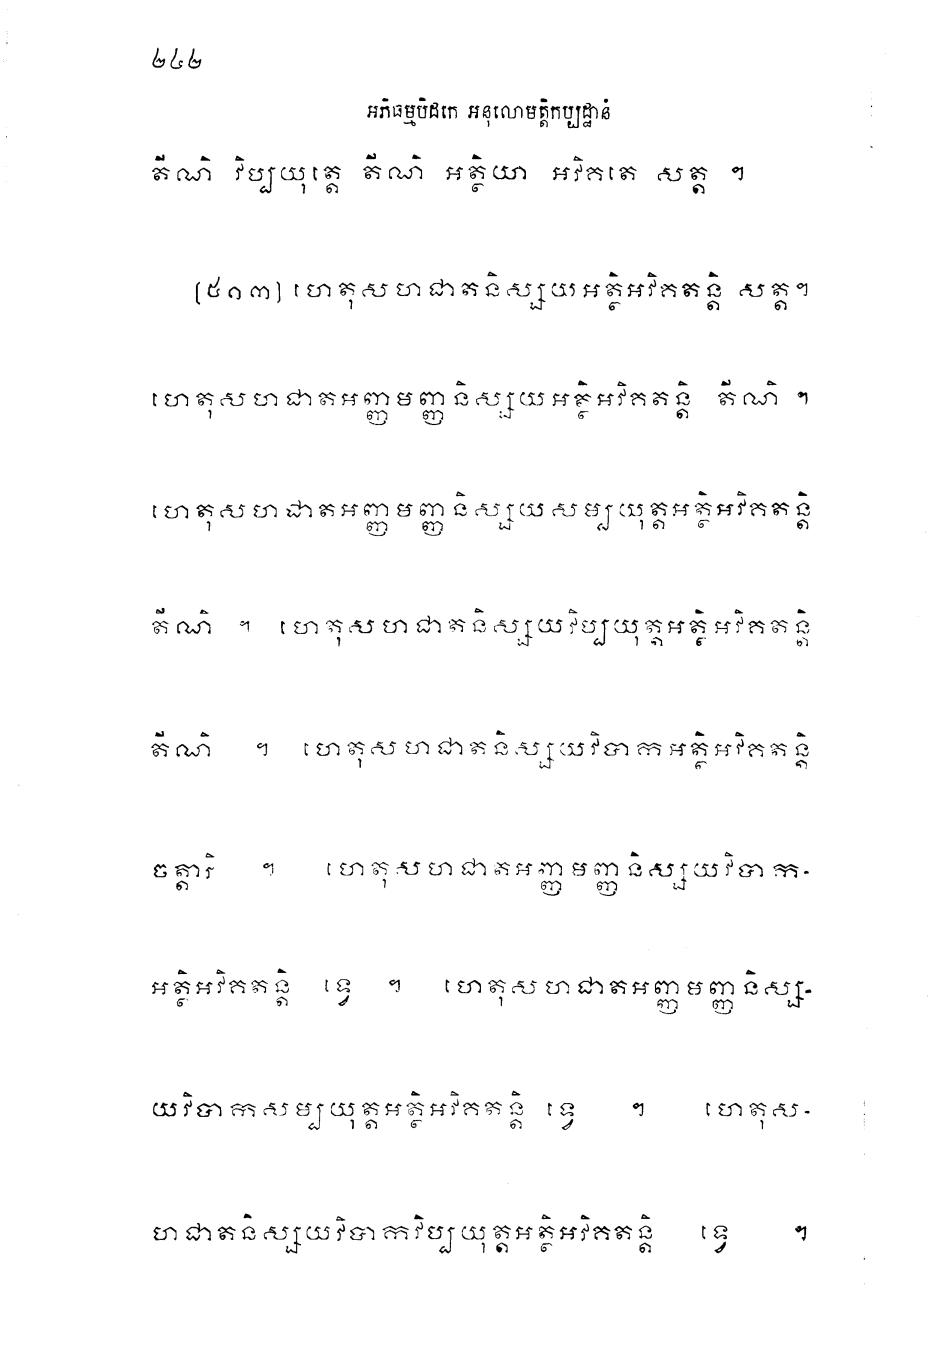 ២៤២
អភិធម្មបិដកេ អនុលោមត្តិកប្បដ្ឋានំ
តីណិ វិប្បយុត្តេ តីណិ អត្ថិយា អវិគតេ សត្ត ។
[៥១៣] ហេតុសហជាតនិស្សយអត្ថិអវិគតន្តិ សត្ត។
ហេតុសហជាតអញ្ញមញ្ញនិស្សយអត្ថិអវិគតន្តិ តីណិ ។
ហេតុសហជាតអញ្ញមញ្ញនិស្សយសម្បយុត្តអត្ថិអវិគតន្តិ
តីណិ ។ ហេតុសហជាតនិស្សយវិប្បយុត្តអត្ថិអវិគតន្តិ
តីណិ ។ ហេតុសហជាតនិស្សយវិបាកអត្ថិអវិគតន្តិ
ចត្តារិ ។ ហេតុសហជាតអញ្ញមញ្ញនិស្សយវិបាក-
អត្ថិអវិគតន្តិ ទ្វេ ។ ហេតុសហជាតអញ្ញមញ្ញនិស្ស-
យវិបាកសម្បយុត្តអត្ថិអវិគតន្តិ ទ្វេ ។ ហេតុស-
ហជាតនិស្សយវិបាកវិប្បយុត្តអត្ថិអវិគតន្តិ ទ្វេ ។